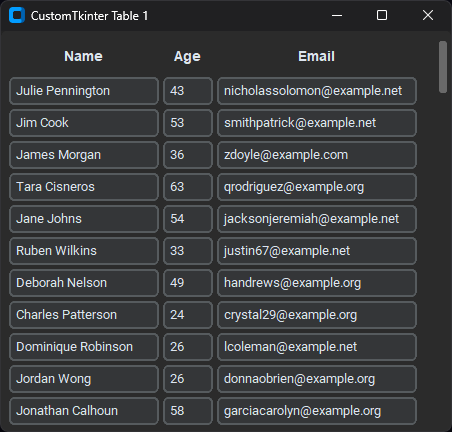 CustomTkinter Table 1
Name Age Email
Julie Pennington 43 nicholassolomon@example.net
Jim Cook 53 smithpatrick@example.net
James Morgan 36 zdoyle@example.com
Tara Cisneros 63 qrodriguez@example.org
Jane Johns 54 jacksonjeremiah@example.net
Ruben Wilkins 33 justin67@example.net
Deborah Nelson 49 handrews@example.org
Charles Patterson 24 crystal29@example.org
Dominique Robinson 26 lcoleman@example.net
Jordan Wong 26 donnaobrien@example.org
Jonathan Calhoun 58 garciacarolyn@example.org